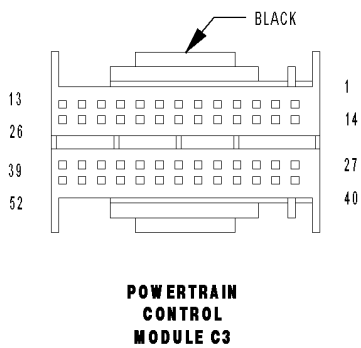 BLACK
13 1
26 14
39 27
52 40
POWERTRAIN
CONTROL
MODULE C3